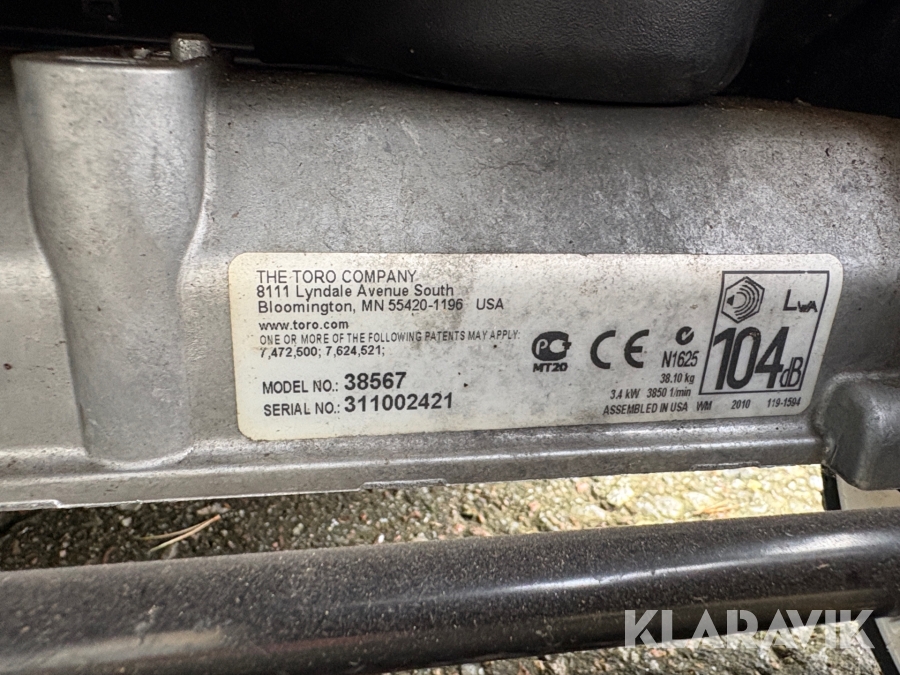 THE TORO COMPANY
8111 Lyndale Avenue South
Bloomington, MN 55420-1196 USA
www.toro.com
ONE OR MORE OF THE FOLLOWING PATENTS MAY APPLY:
7,472,500; 7,624,521;
MODEL NO.: 38567
SERIAL NO.: 311002421
PC
MT20
CE
N1625
38.10 kg
3.4 kW 3850 1/min
ASSEMBLED IN USA WM 2010 119-1594
LWA
104dB
KLARAVIK